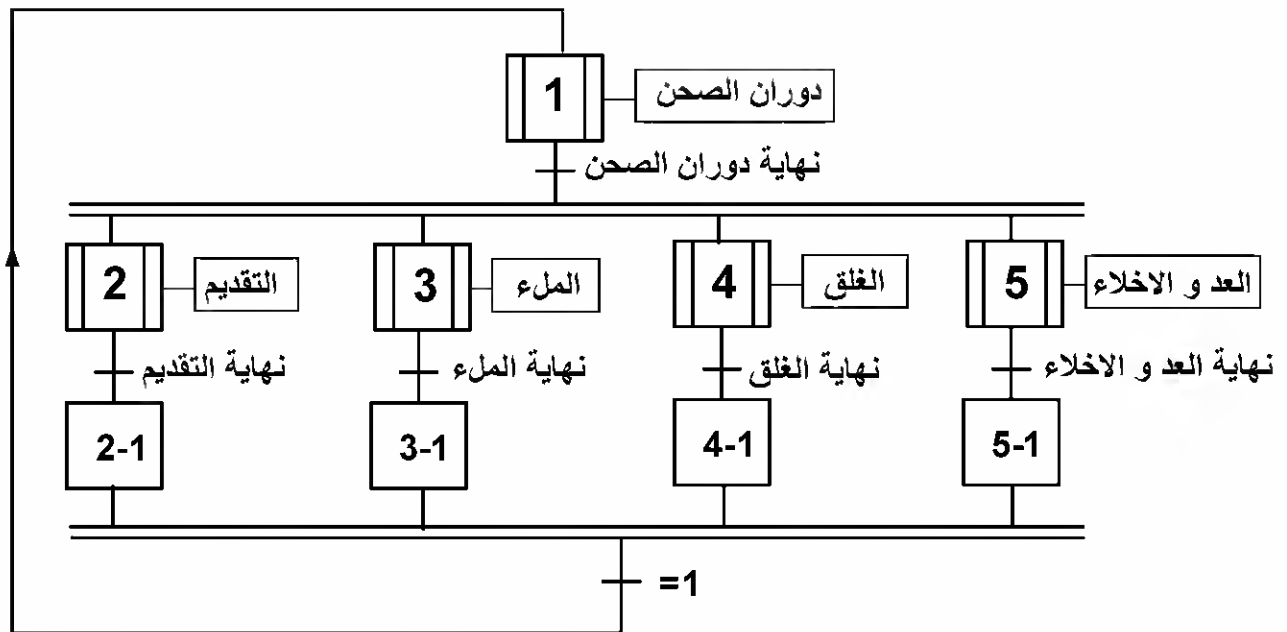 1
دوران الصحن
نهاية دوران الصحن
2
التقديم
3
الملء
4
الغلق
5
العد و الاخلاء
نهاية التقديم
نهاية الملء
نهاية الغلق
نهاية العد و الاخلاء
2-1
3-1
4-1
5-1
=1